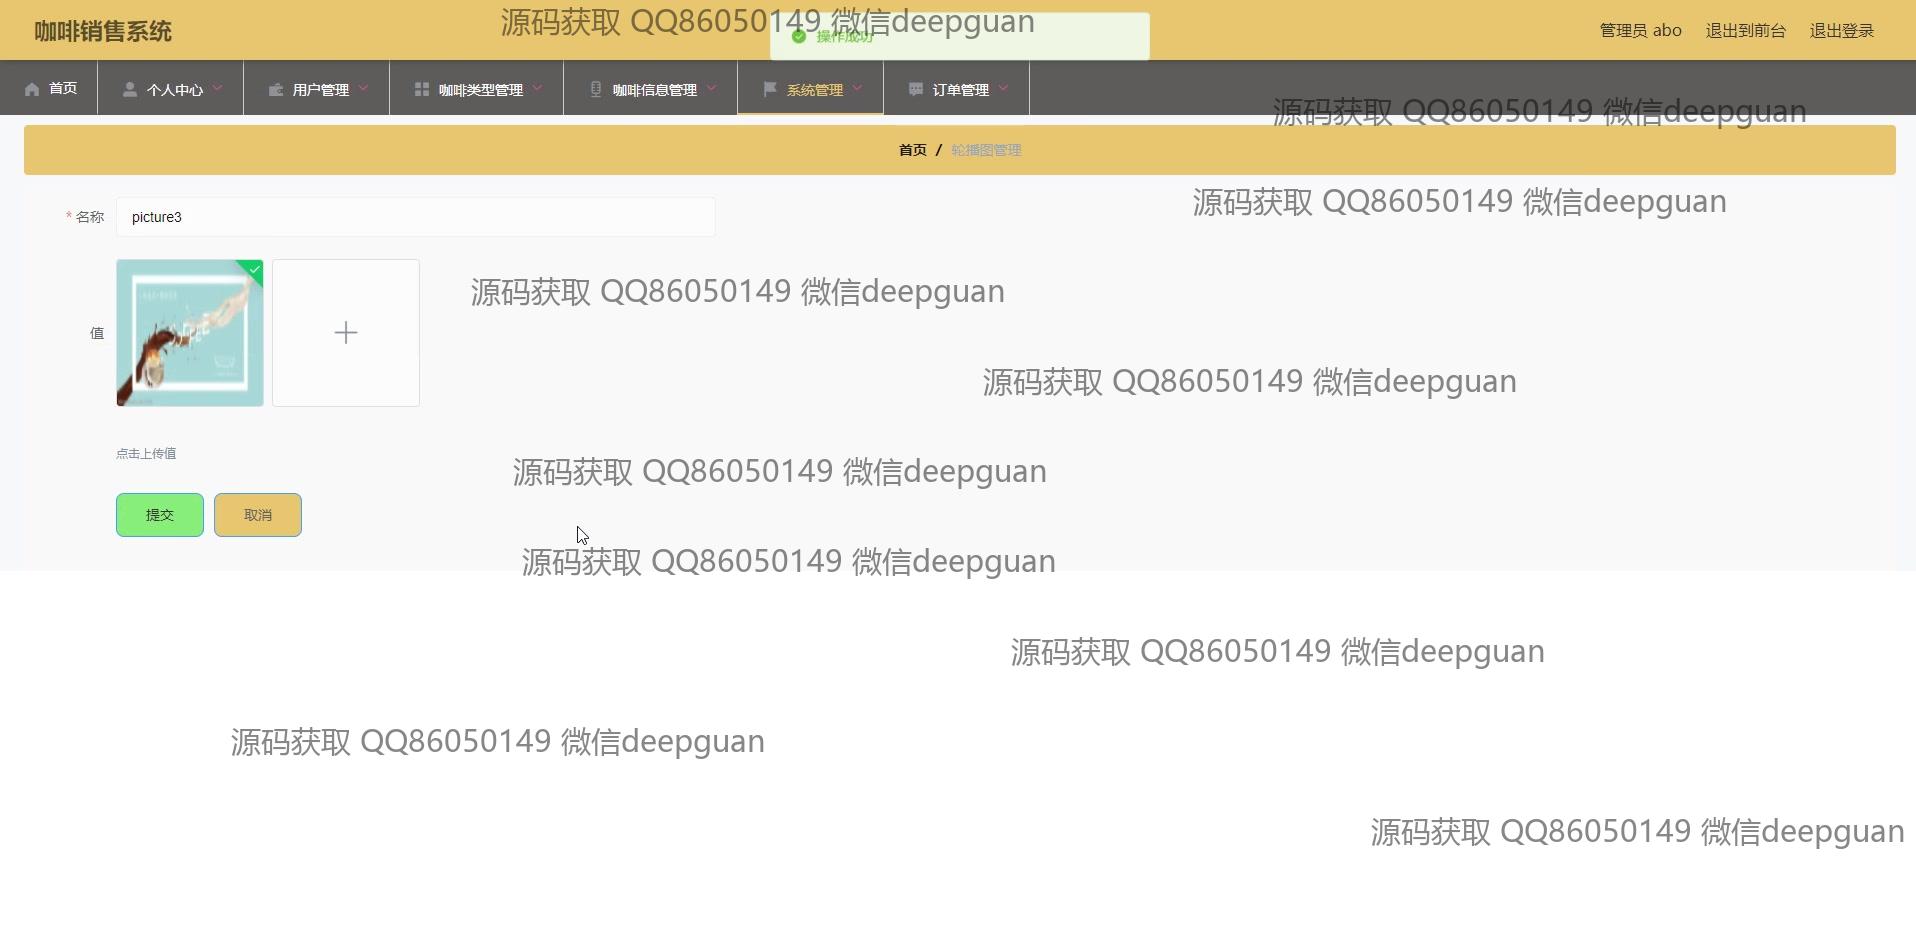 咖啡销售系统
源码获取 QQ86050149 微信deepguan
操作成功
管理员 abo
退出到前台
退出登录
首页
个人中心
用户管理
咖啡类型管理
咖啡信息管理
系统管理
订单管理
源码获取 QQ86050149 微信deepguan
首页 / 轮播图管理
源码获取 QQ86050149 微信deepguan
* 名称
picture3
源码获取 QQ86050149 微信deepguan
值
源码获取 QQ86050149 微信deepguan
点击上传值
源码获取 QQ86050149 微信deepguan
提交
取消
源码获取 QQ86050149 微信deepguan
源码获取 QQ86050149 微信deepguan
源码获取 QQ86050149 微信deepguan
源码获取 QQ86050149 微信deepguan